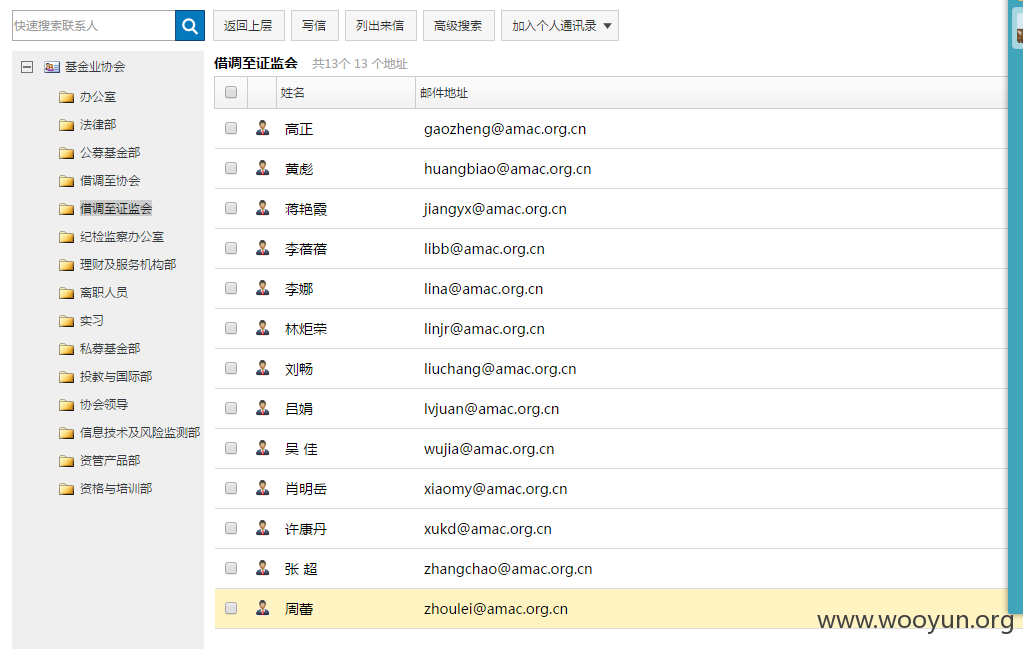 快速搜索联系人
返回上层 写信 列出来信 高级搜索 加入个人通讯录
基金业协会
办公室
法律部
公募基金部
借调至协会
借调至证监会
纪检监察办公室
理财及服务机构部
离职人员
实习
私募基金部
投教与国际部
协会领导
信息技术及风险监测部
资管产品部
资格与培训部
借调至证监会 共13个 13 个地址
姓名 邮件地址
高正 gaozheng@amac.org.cn
黄彪 huangbiao@amac.org.cn
蒋艳霞 jiangyx@amac.org.cn
李蓓蓓 libb@amac.org.cn
李娜 lina@amac.org.cn
林炬荣 linjr@amac.org.cn
刘畅 liuchang@amac.org.cn
吕娟 lvjuan@amac.org.cn
吴 佳 wujia@amac.org.cn
肖明岳 xiaomy@amac.org.cn
许康丹 xukd@amac.org.cn
张 超 zhangchao@amac.org.cn
周蕾 zhoulei@amac.org.cn
www.wooyun.org